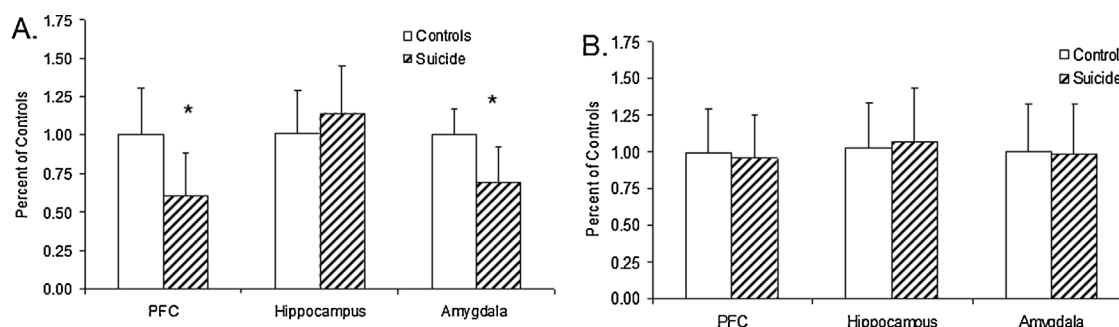 A.
Percent of Controls
1.75
1.50
1.25
1.00
0.75
0.50
0.25
0.00
Controls
Suicide
*
*
PFC
Hippocampus
Amygdala
B.
Percent of Controls
1.75
1.50
1.25
1.00
0.75
0.50
0.25
0.00
Control
Suicide
PFC
Hippocampus
Amygdala